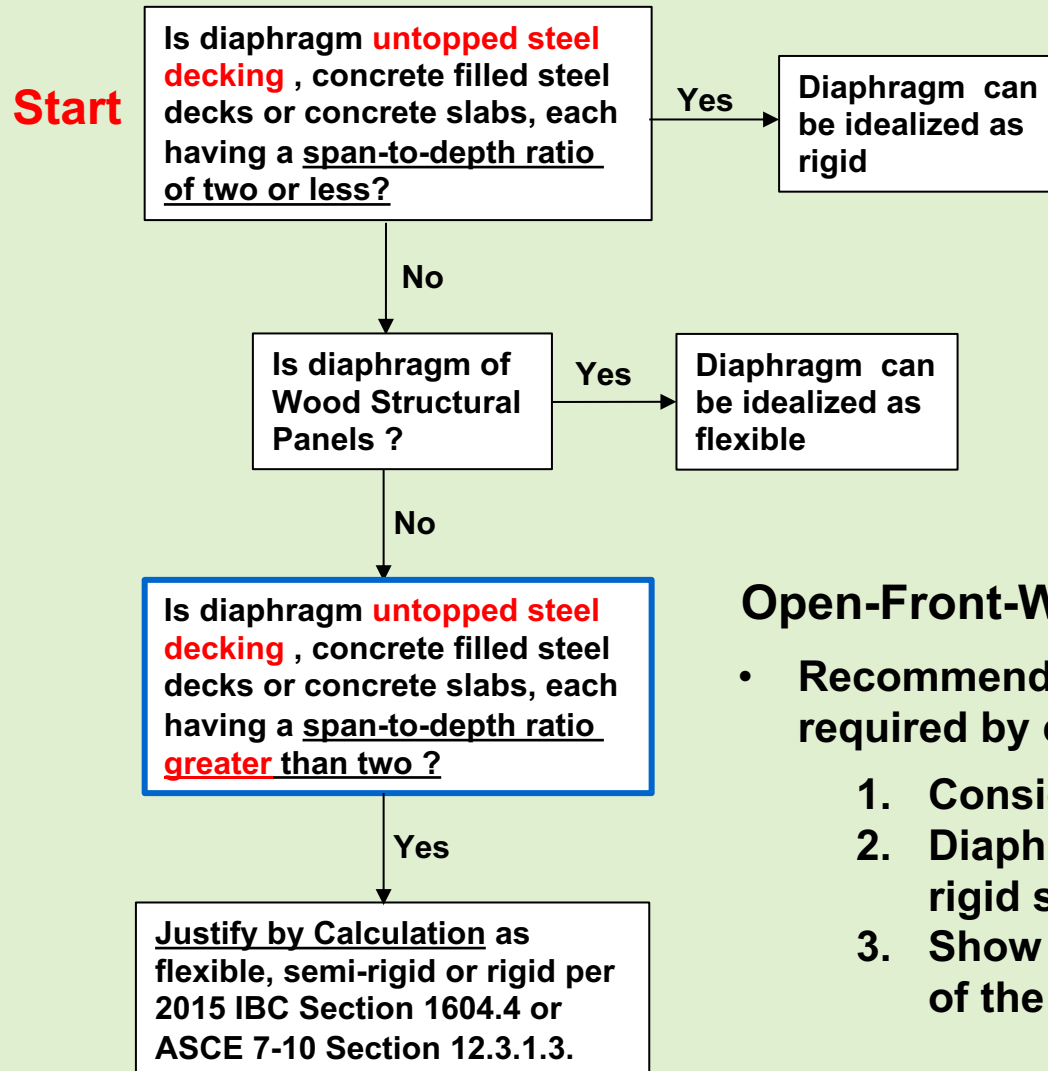 Start
Is diaphragm untopped steel
decking , concrete filled steel
decks or concrete slabs, each
having a span-to-depth ratio
of two or less?
Yes
Diaphragm can
be idealized as
rigid
No
Is diaphragm of
Wood Structural
Panels ?
Yes
Diaphragm can
be idealized as
flexible
No
Is diaphragm untopped steel
decking , concrete filled steel
decks or concrete slabs, each
having a span-to-depth ratio
greater than two ?
Yes
Justify by Calculation as
flexible, semi-rigid or rigid per
2015 IBC Section 1604.4 or
ASCE 7-10 Section 12.3.1.3.
Open-Front-
• Recommend
required by
1.
2. Diaph
rigid
3. Show
of the